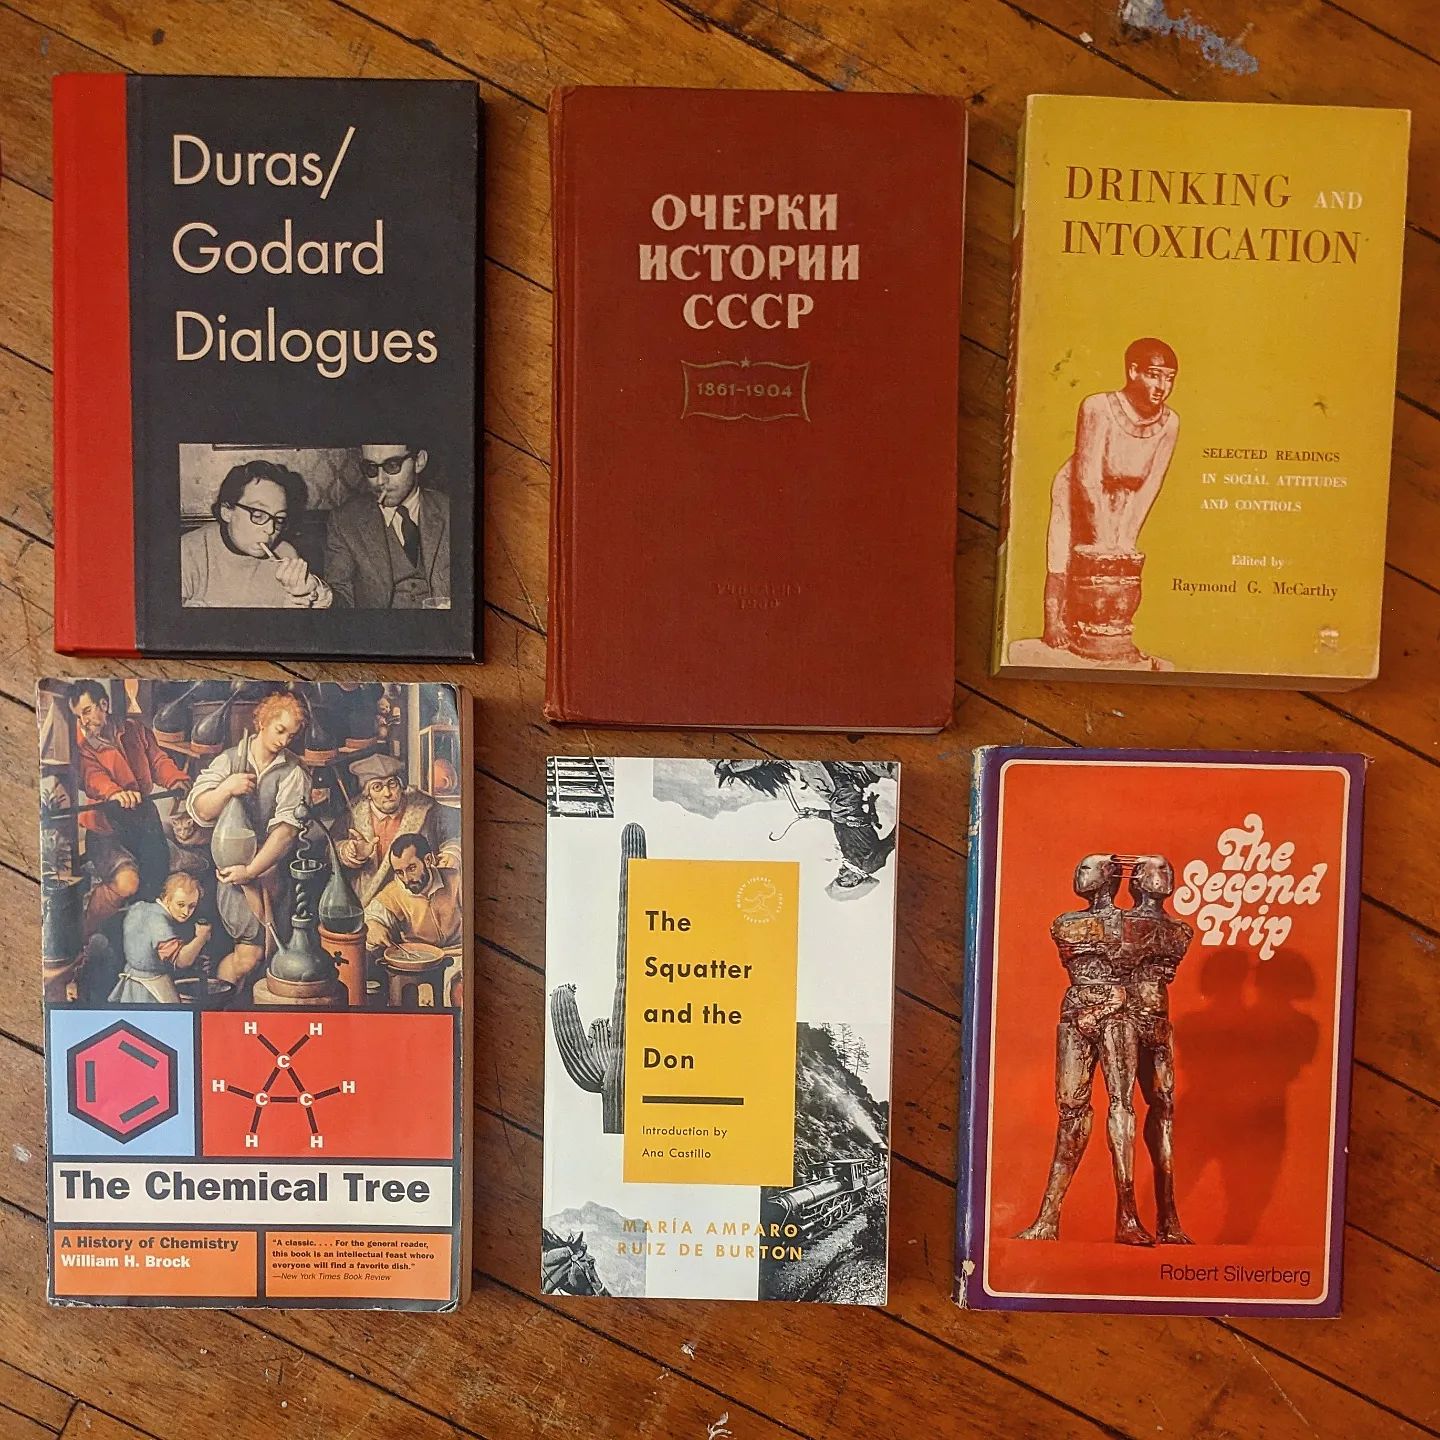 Duras/
Godard
Dialogues
ОЧЕРКИ
ИСТОРИИ
СССР
1861-1904
DRINKING AND
INTOXICATION
SELECTED READINGS
IN SOCIAL ATTITUDES
AND CONTROLS
Edited by
Raymond G. McCarthy
H H
C
H C C H
H H
The Chemical Tree
A History of Chemistry
William H. Brock
"A classic. . . . For the general reader,
this book is an intellectual feast where
everyone will find a favorite dish."
—New York Times Book Review
The
Squatter
and the
Don
Introduction by
Ana Castillo
MARÍA AMPARO
RUIZ DE BURTON
The
Second
Trip
Robert Silverberg